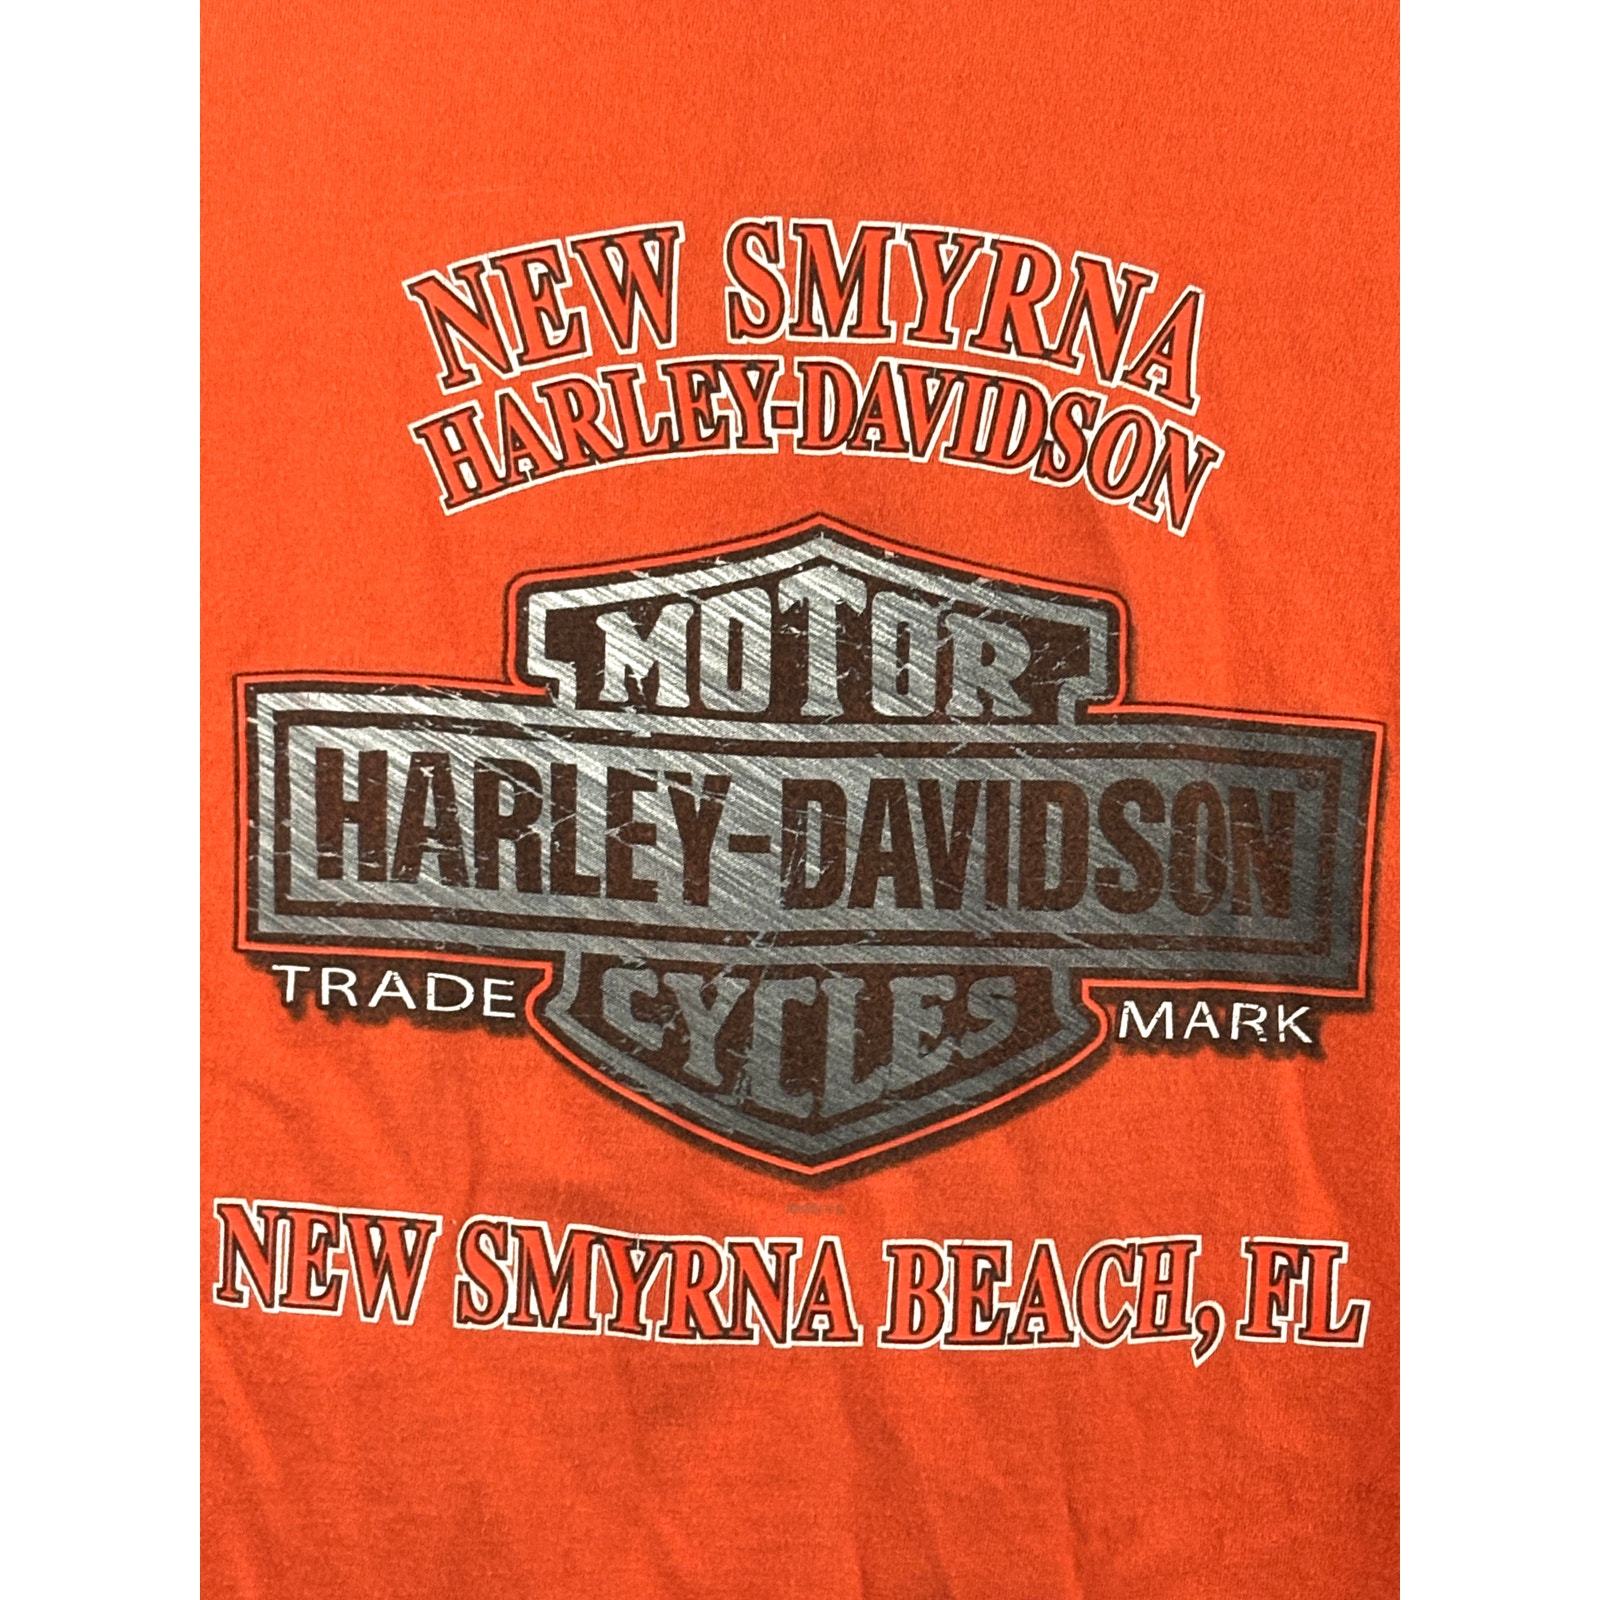 NEW SMYRNA
HARLEY-DAVIDSON
MOTOR
HARLEY-DAVIDSON®
CYCLES
TRADE MARK
NEW SMYRNA BEACH, FL